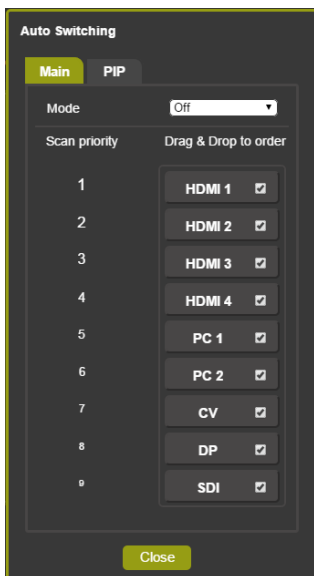 Auto Switching
Main PIP
Mode Off
Scan priority Drag & Drop to order
1 HDMI 1
2 HDMI 2
3 HDMI 3
4 HDMI 4
5 PC 1
6 PC 2
7 CV
8 DP
9 SDI
Close